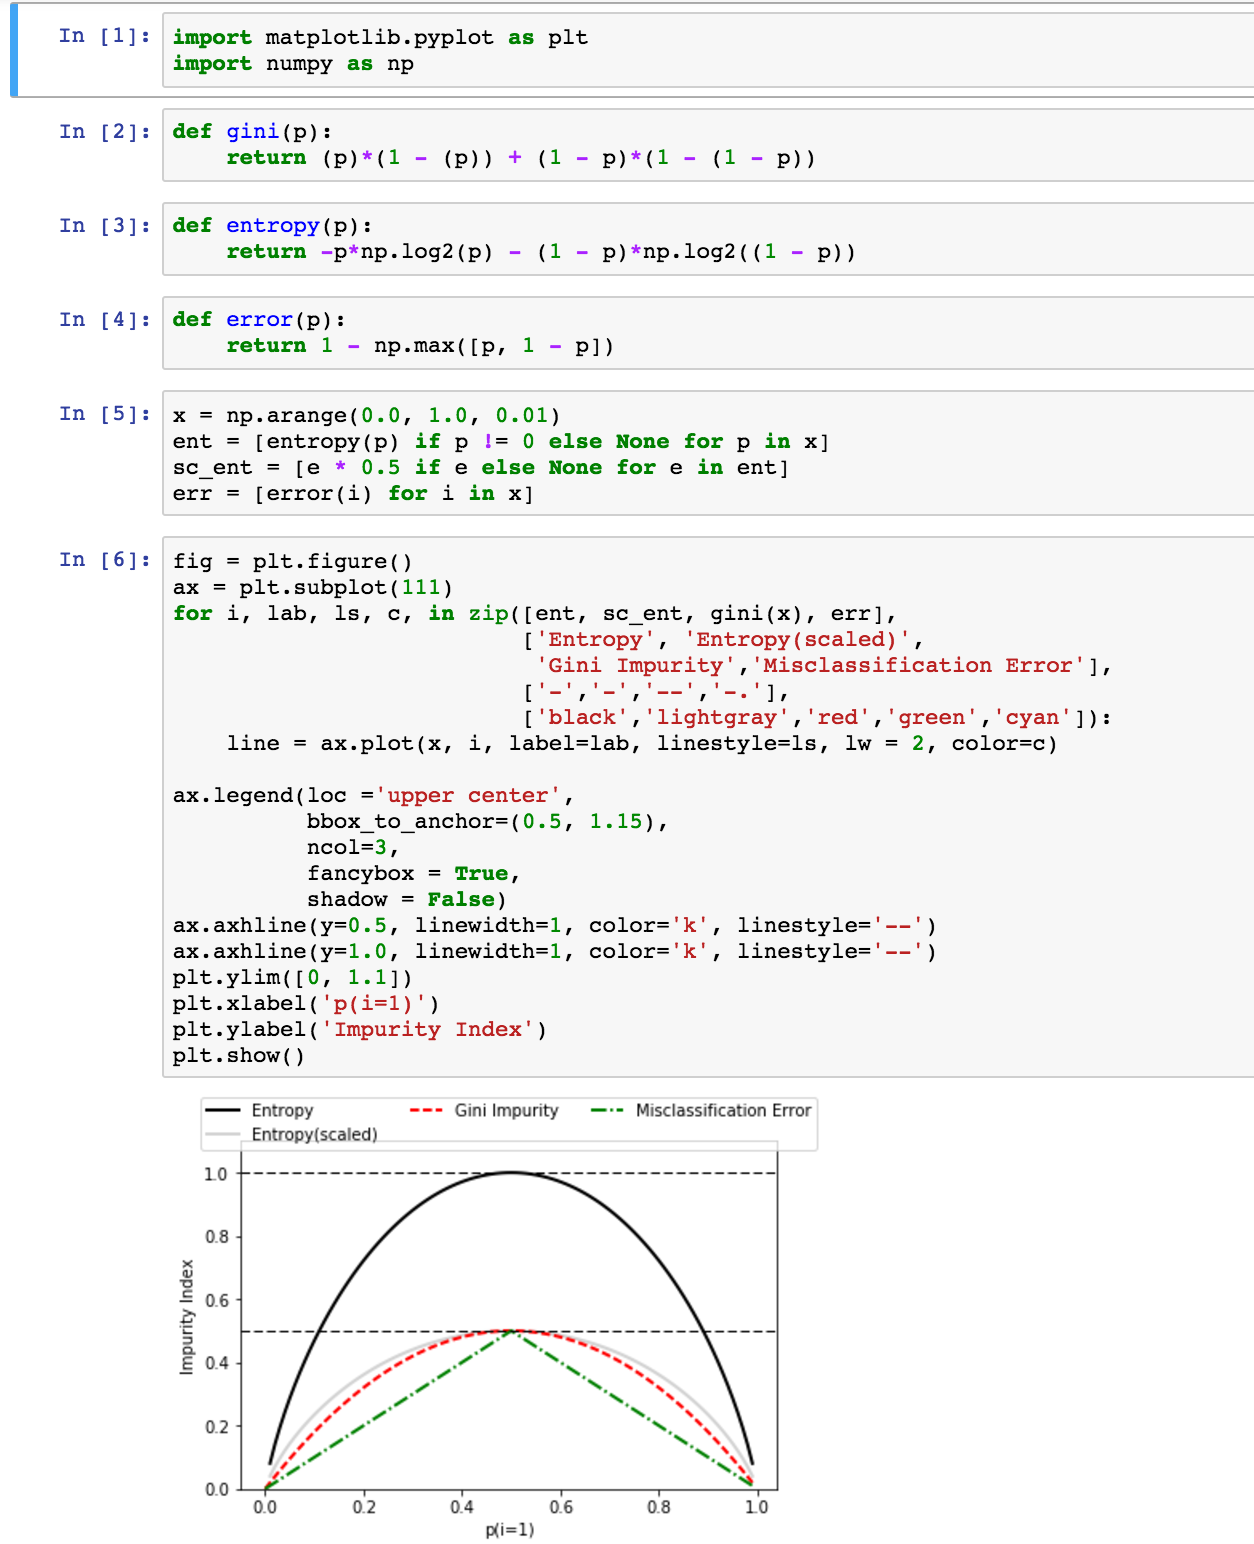 In [1]: import matplotlib.pyplot as plt
import numpy as np
In [2]: def gini(p):
    return (p)*(1 - (p)) + (1 - p)*(1 - (1 - p))
In [3]: def entropy(p):
    return -p*np.log2(p) - (1 - p)*np.log2((1 - p))
In [4]: def error(p):
    return 1 - np.max([p, 1 - p])
In [5]: x = np.arange(0.0, 1.0, 0.01)
ent = [entropy(p) if p != 0 else None for p in x]
sc_ent = [e * 0.5 if e else None for e in ent]
err = [error(i) for i in x]
In [6]: fig = plt.figure()
ax = plt.subplot(111)
for i, lab, ls, c, in zip([ent, sc_ent, gini(x), err],
                          ['Entropy', 'Entropy(scaled)',
                           'Gini Impurity','Misclassification Error'],
                          ['-','-','--','-.'],
                          ['black','lightgray','red','green','cyan']):
    line = ax.plot(x, i, label=lab, linestyle=ls, lw = 2, color=c)
ax.legend(loc ='upper center',
          bbox_to_anchor=(0.5, 1.15),
          ncol=3,
          fancybox = True,
          shadow = False)
ax.axhline(y=0.5, linewidth=1, color='k', linestyle='--')
ax.axhline(y=1.0, linewidth=1, color='k', linestyle='--')
plt.ylim([0, 1.1])
plt.xlabel('p(i=1)')
plt.ylabel('Impurity Index')
plt.show()
Entropy Gini Impurity Misclassification Error
Entropy(scaled)
1.0
0.8
0.6
0.4
0.2
0.0
Impurity Index
0.0 0.2 0.4 0.6 0.8 1.0
p(i=1)